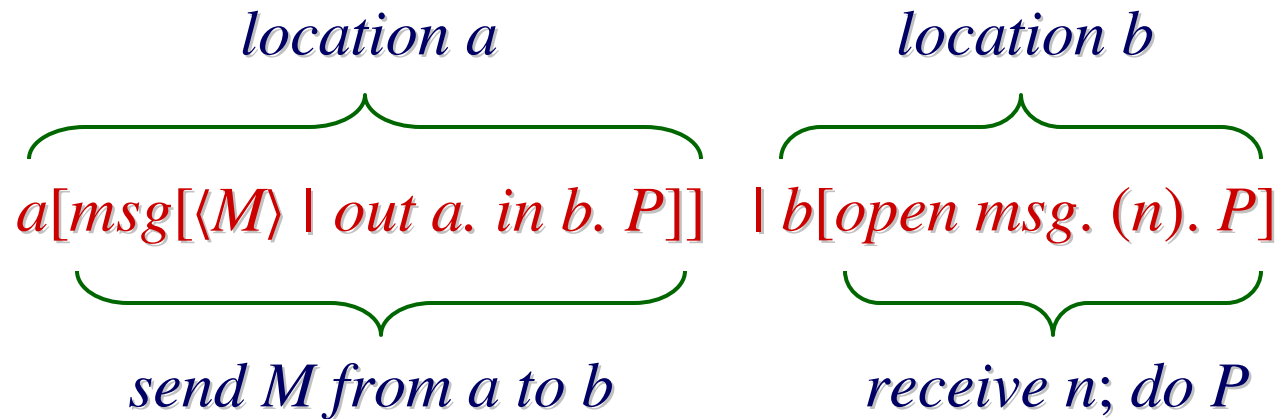 location a location b
a[msg[⟨M⟩ | out a. in b. P]] | b[open msg. (n). P]
send M from a to b receive n; do P